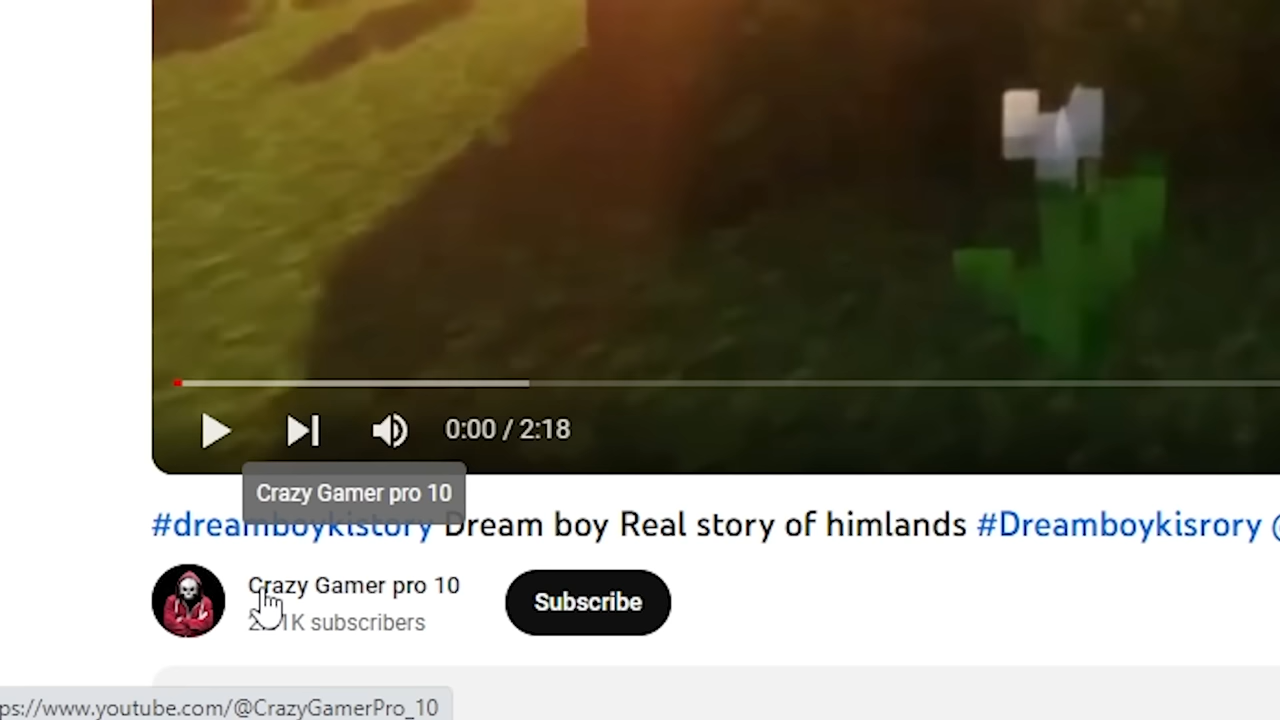 0:00 / 2:18
Crazy Gamer pro 10
#dreamboykistory Dream boy Real story of himlands #Dreamboykisrory @
Crazy Gamer pro 10
Subscribe
subscribers
ps://www.youtube.com/@CrazyGamerPro_10